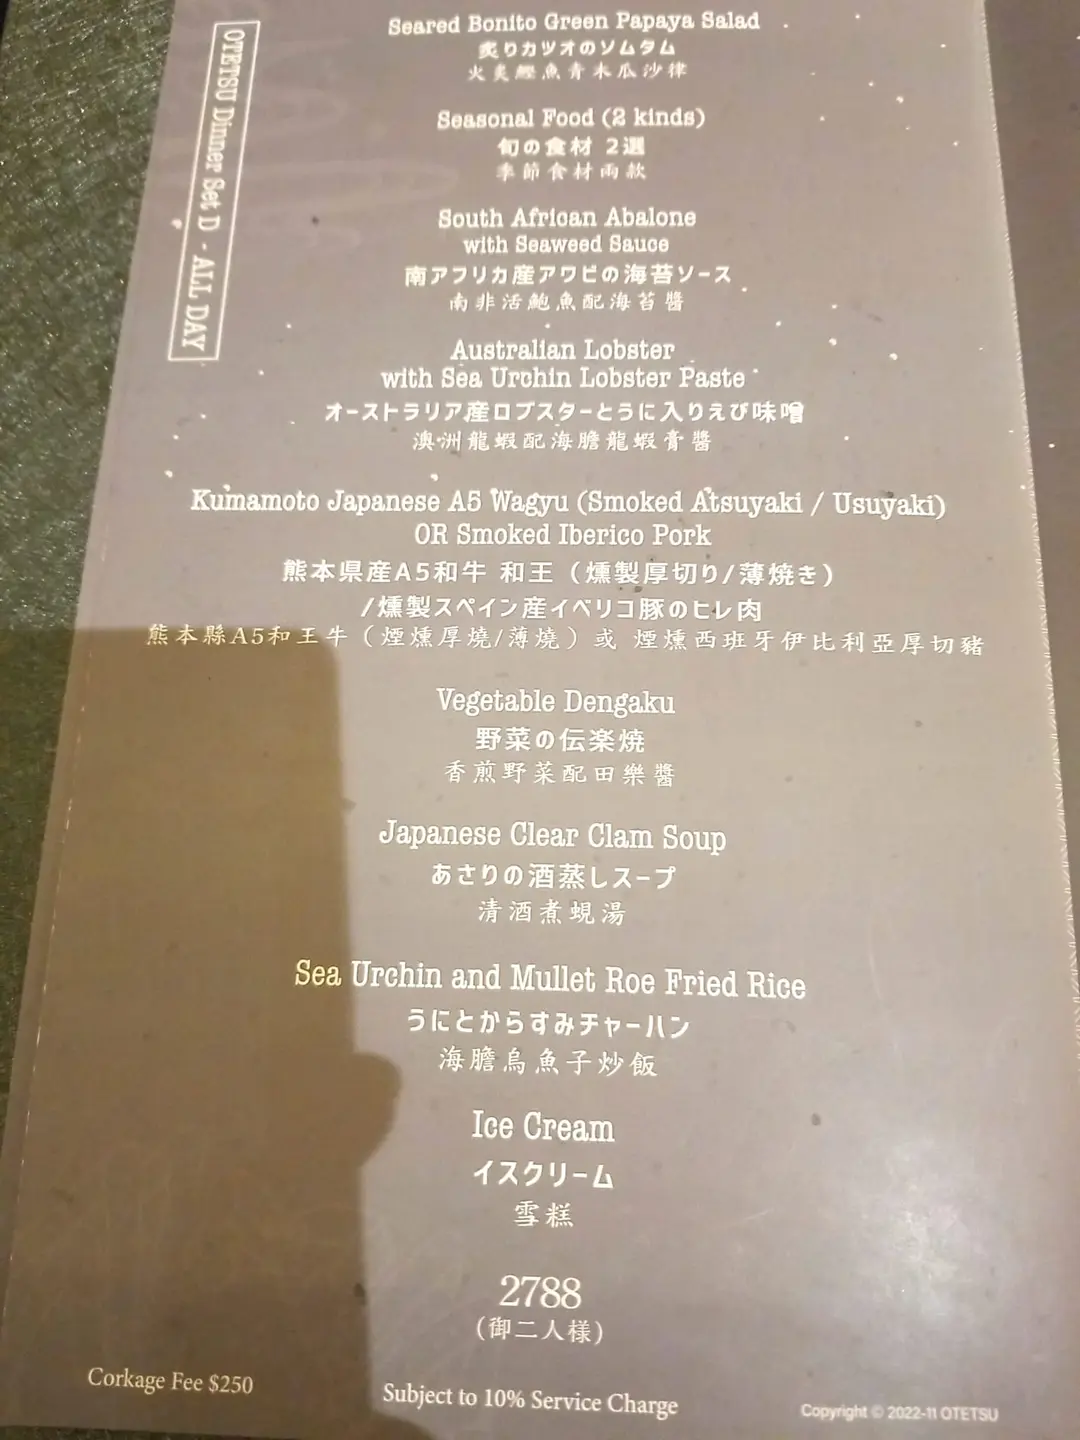 OTETSU Dinner Set D - ALL DAY
Seared Bonito Green Papaya Salad
炙りカツオのソムタム
火炙鰹魚青木瓜沙律
Seasonal Food (2 kinds)
旬の食材 2選
季節食材兩款
South African Abalone
with Seaweed Sauce
南アフリカ産アワビの海苔ソース
南非活鮑魚配海苔醬
Australian Lobster
with Sea Urchin Lobster Paste
オーストラリア産ロブスターとうに入りえび味噌
澳洲龍蝦配海膽龍蝦膏醬
Kumamoto Japanese A5 Wagyu (Smoked Atsuyaki / Usuyaki)
OR Smoked Iberico Pork
熊本県産A5和牛 和王（燻製厚切り/薄焼き）
/燻製スペイン産イベリコ豚のヒレ肉
熊本縣A5和王牛（煙燻厚燒/薄燒）或 煙燻西班牙伊比利亞厚切豬
Vegetable Dengaku
野菜の伝楽焼
香煎野菜配田樂醬
Japanese Clear Clam Soup
あさりの酒蒸しスープ
清酒煮蜆湯
Sea Urchin and Mullet Roe Fried Rice
うにとからすみチャーハン
海膽烏魚子炒飯
Ice Cream
イスクリーム
雪糕
2788
(御二人様)
Corkage Fee $250
Subject to 10% Service Charge
Copyright © 2022-11 OTETSU